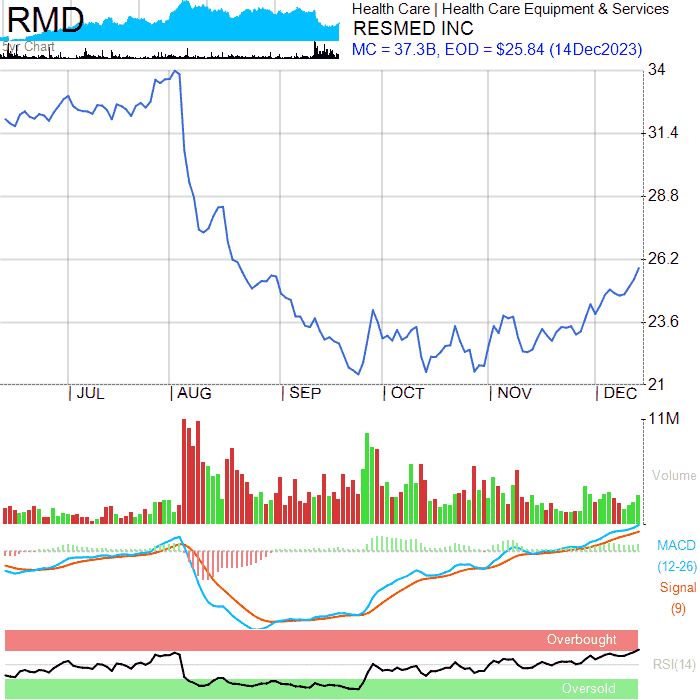 RMD
5yr Chart
Health Care | Health Care Equipment & Services
RESMED INC
MC = 37.3B, EOD = $25.84 (14Dec2023)
34
31.4
28.8
26.2
23.6
21
JUL
AUG
SEP
OCT
NOV
DEC
11M
Volume
MACD
(12-26)
Signal
(9)
Overbought
RSI(14)
Oversold